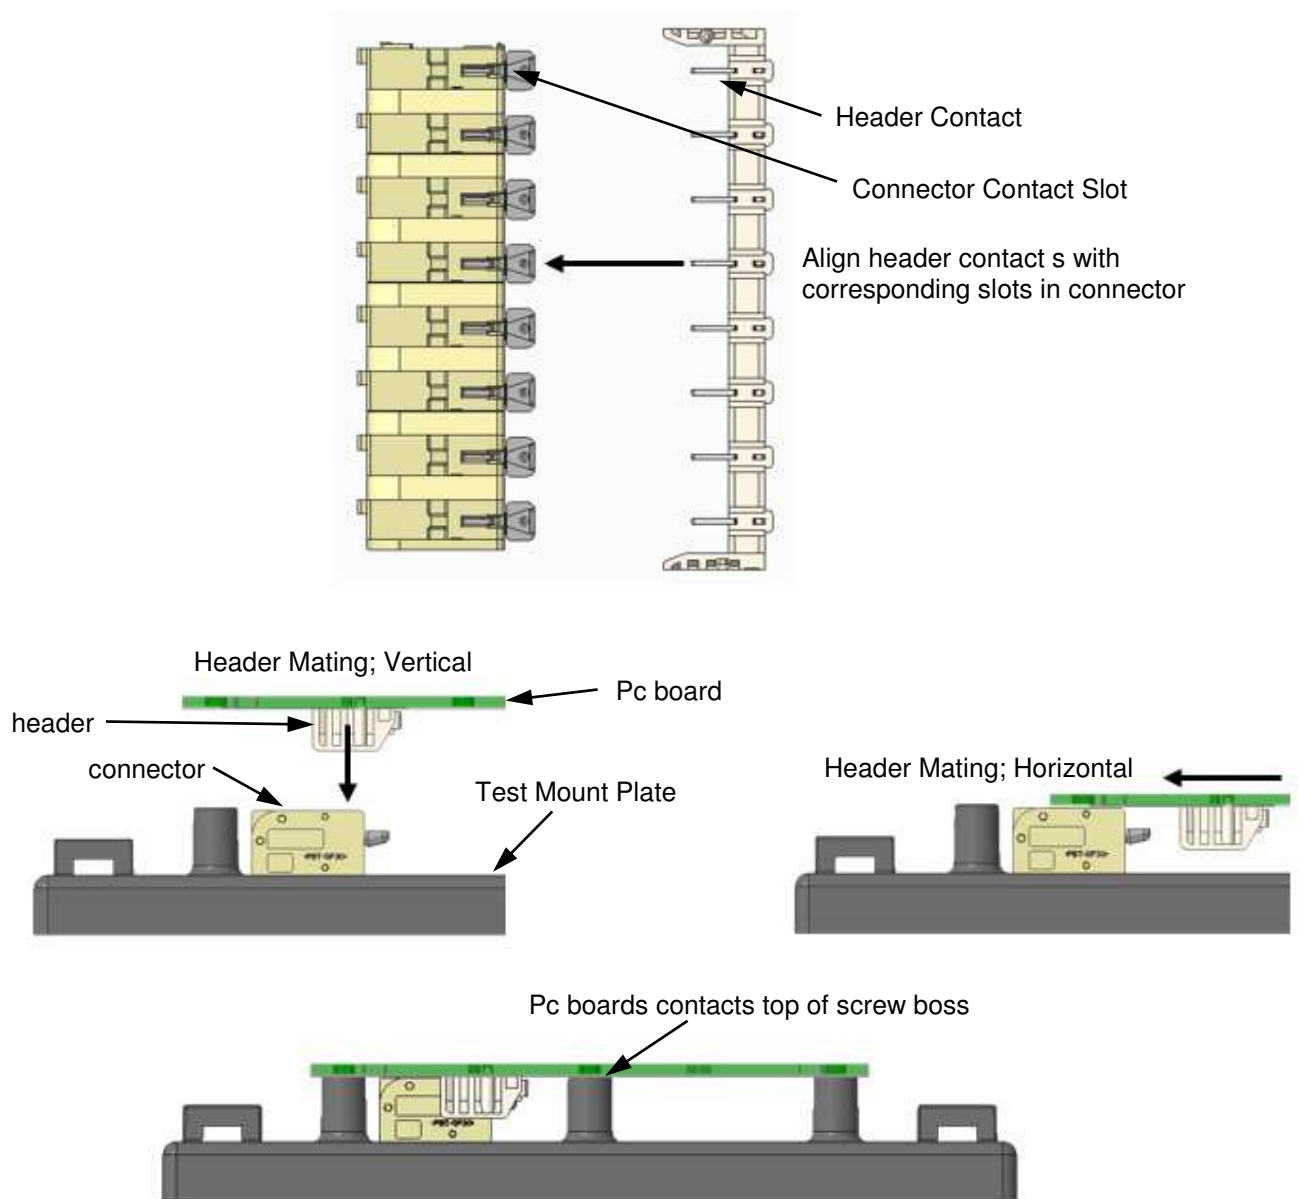 Header Contact
Connector Contact Slot
Align header contact s with
corresponding slots in connector
Header Mating; Vertical
Pc board
header
connector
Test Mount Plate
Header Mating; Horizontal
Pc boards contacts top of screw boss